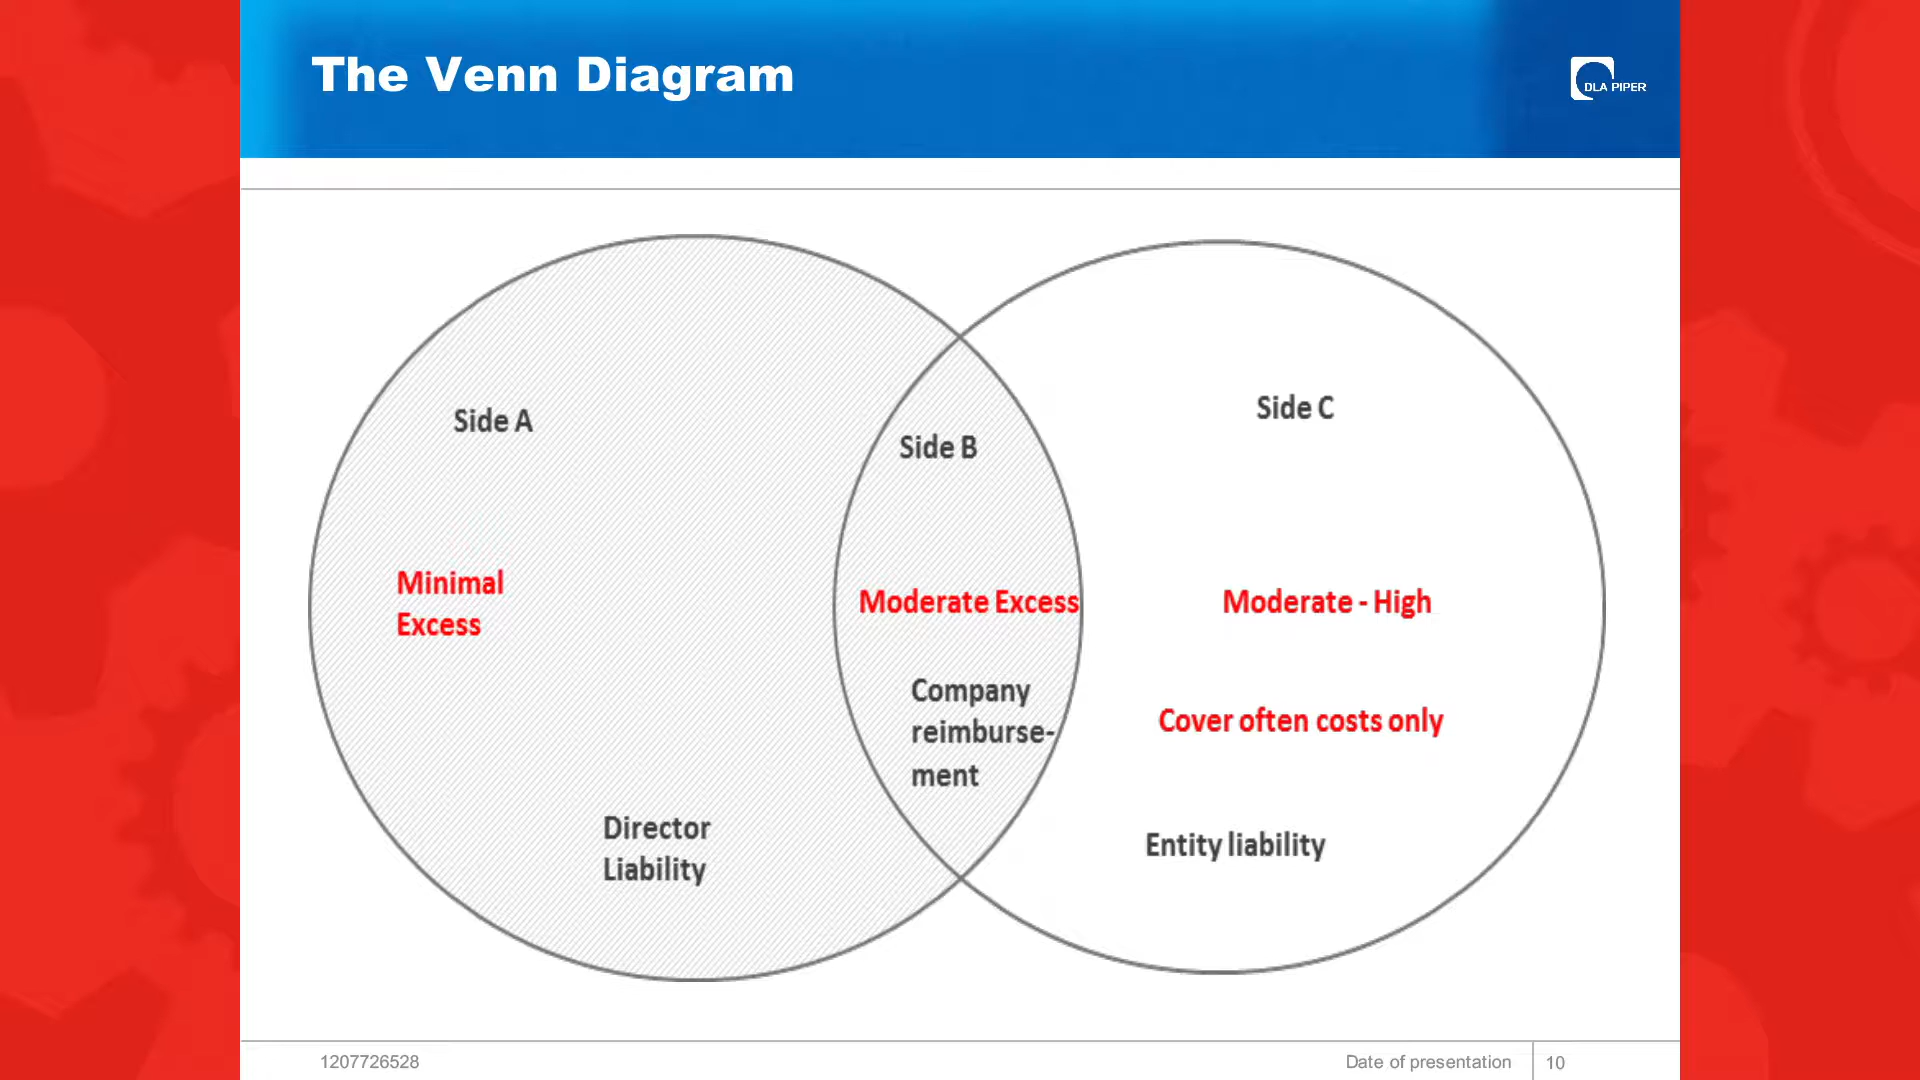 The Venn Diagram
DLA PIPER
Side A
Side B
Side C
Minimal
Excess
Moderate Excess
Moderate - High
Company
reimburse-
ment
Cover often costs only
Director
Liability
Entity liability
1207726528
Date of presentation
10